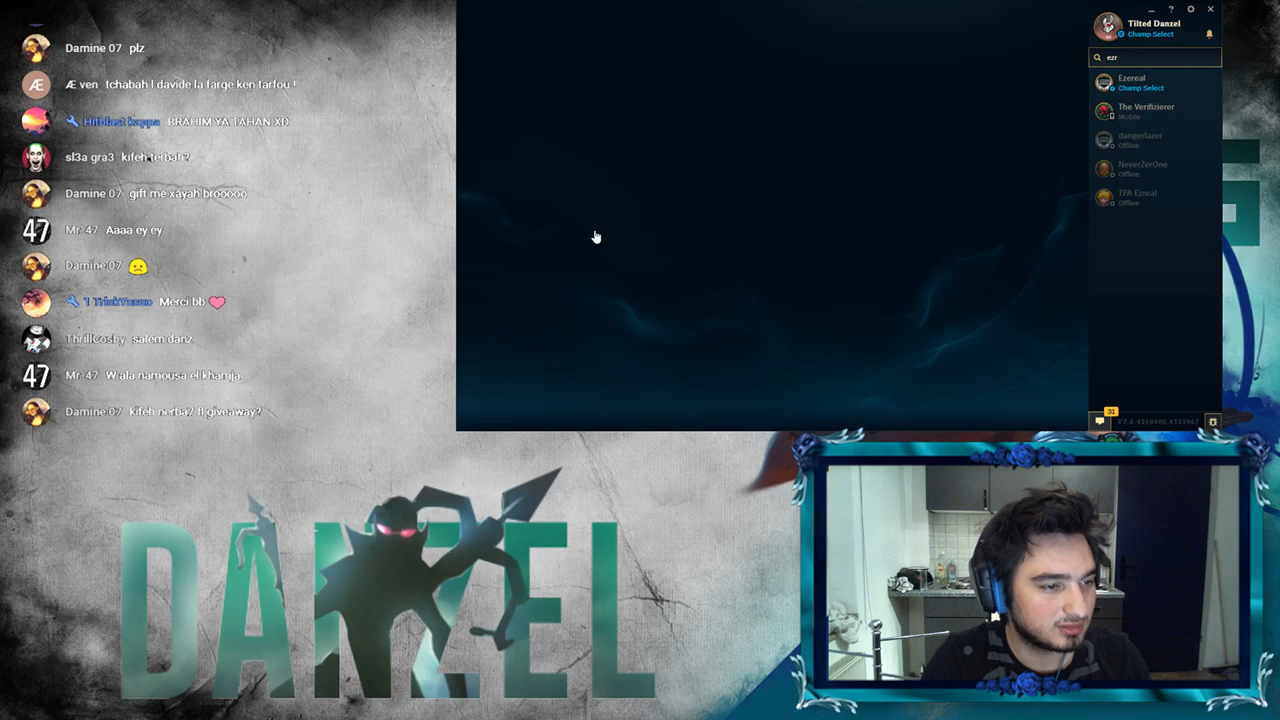 Damine 07 plz
Æ ven tchabah l davide la farge ken tarfou !
Æ
Hitblast kappa BRAHIM YA TAHAN XD
sl3a gra3 kifeh terbah?
Damine 07 gift me xayah brooooo
47 Mr. 47 Aaaa ey ey
Damine 07
1 TrickYasuo Merci bb
ThrillCosby salem danz
47 Mr. 47 W ala namousa el khamja
Damine 07 kifeh nerba7 fl giveaway?
DANZEL
?
Tilted Danzel
Champ Select
ezr
Ezereal
Champ Select
The Verifizierer
Mobile
dangerlazer
Offline
NeverZerOne
Offline
TPA Ezreal
Offline
31